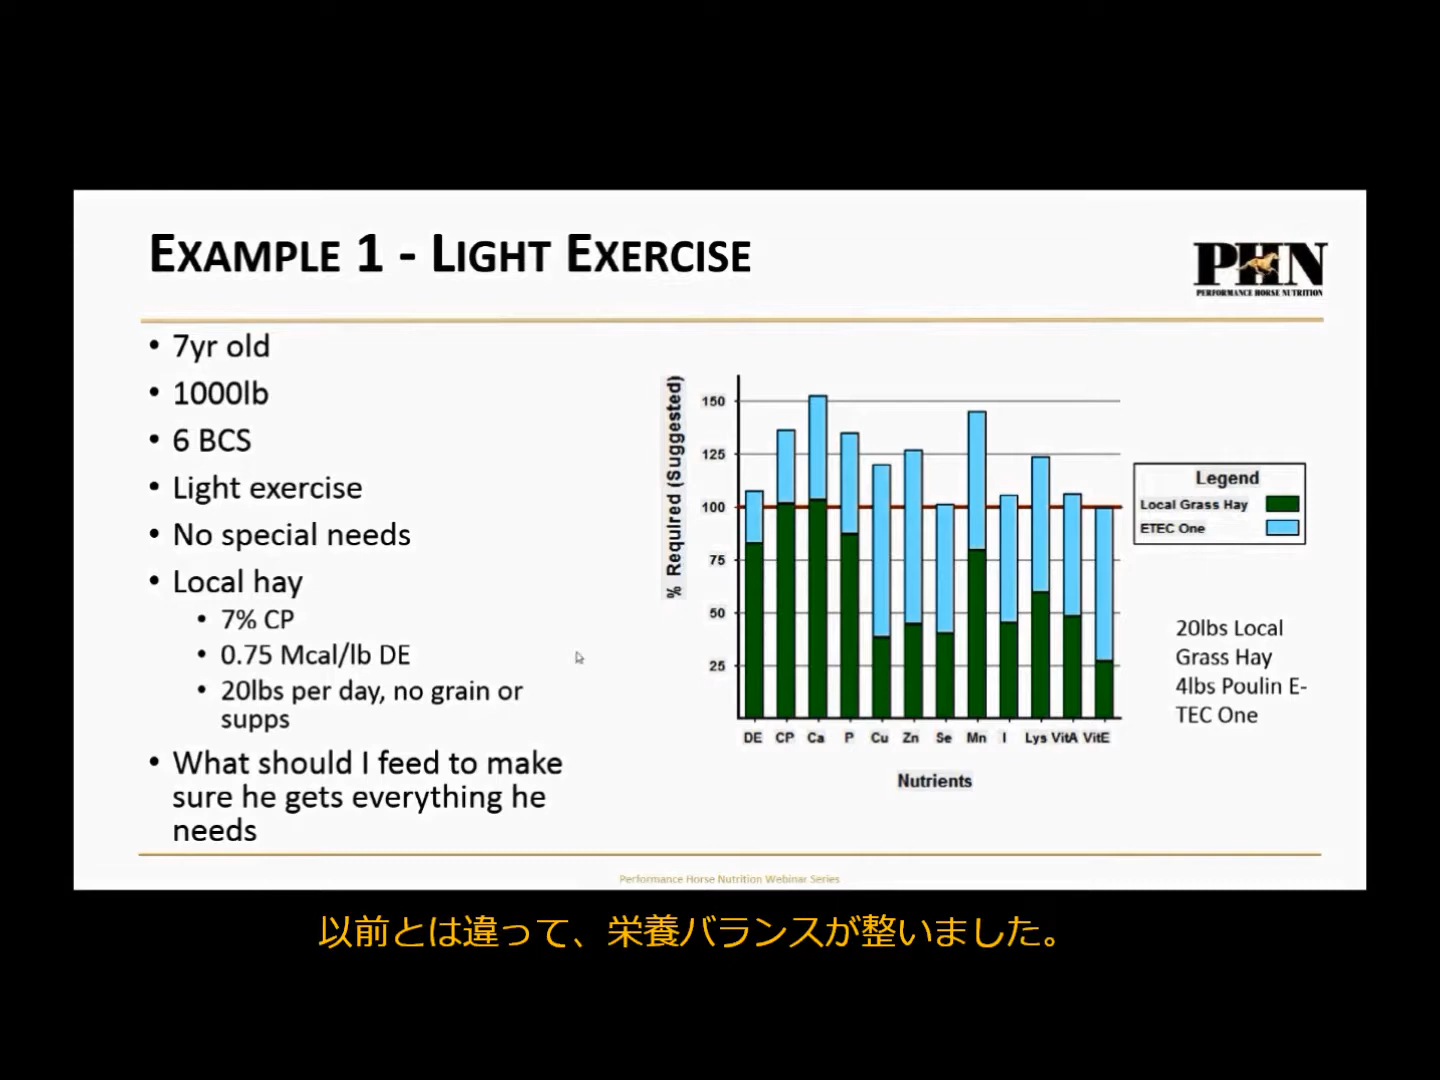 EXAMPLE 1 - LIGHT EXERCISE
PHN
PERFORMANCE HORSE NUTRITION
• 7yr old
• 1000lb
• 6 BCS
• Light exercise
• No special needs
• Local hay
• 7% CP
• 0.75 Mcal/lb DE
• 20lbs per day, no grain or
supps
• What should I feed to make
sure he gets everything he
needs
% Required (Suggested)
150
125
100
75
50
25
DE CP Ca P Cu Zn Se Mn I Lys VitA VitE
Nutrients
Legend
Local Grass Hay
ETEC One
20lbs Local
Grass Hay
4lbs Poulin E-
TEC One
Performance Horse Nutrition Webinar Series
以前とは違って、栄養バランスが整いました。